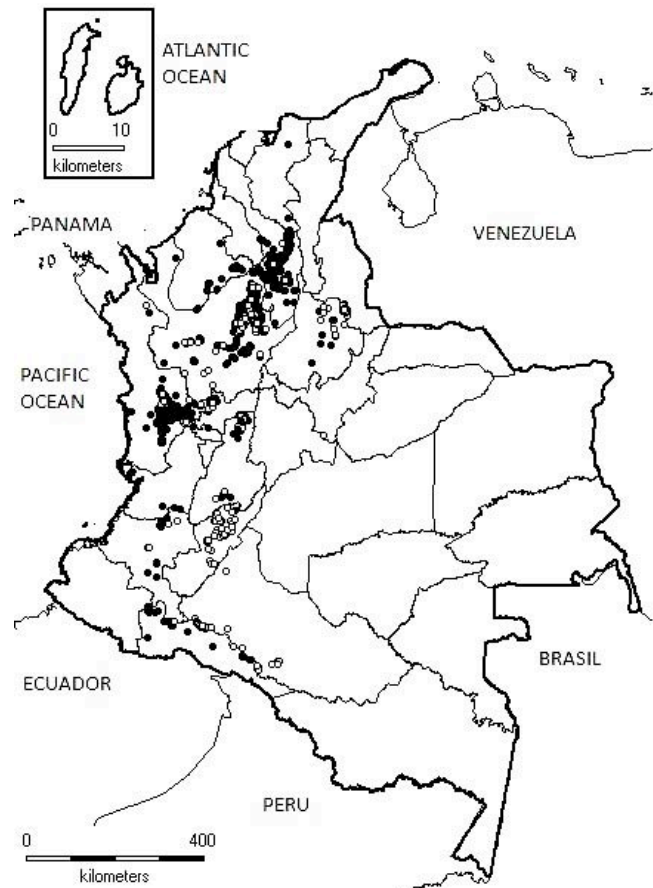 ATLANTIC
OCEAN
0 10
kilometers
PANAMA
VENEZUELA
PACIFIC
OCEAN
BRASIL
ECUADOR
PERU
0 400
kilometers